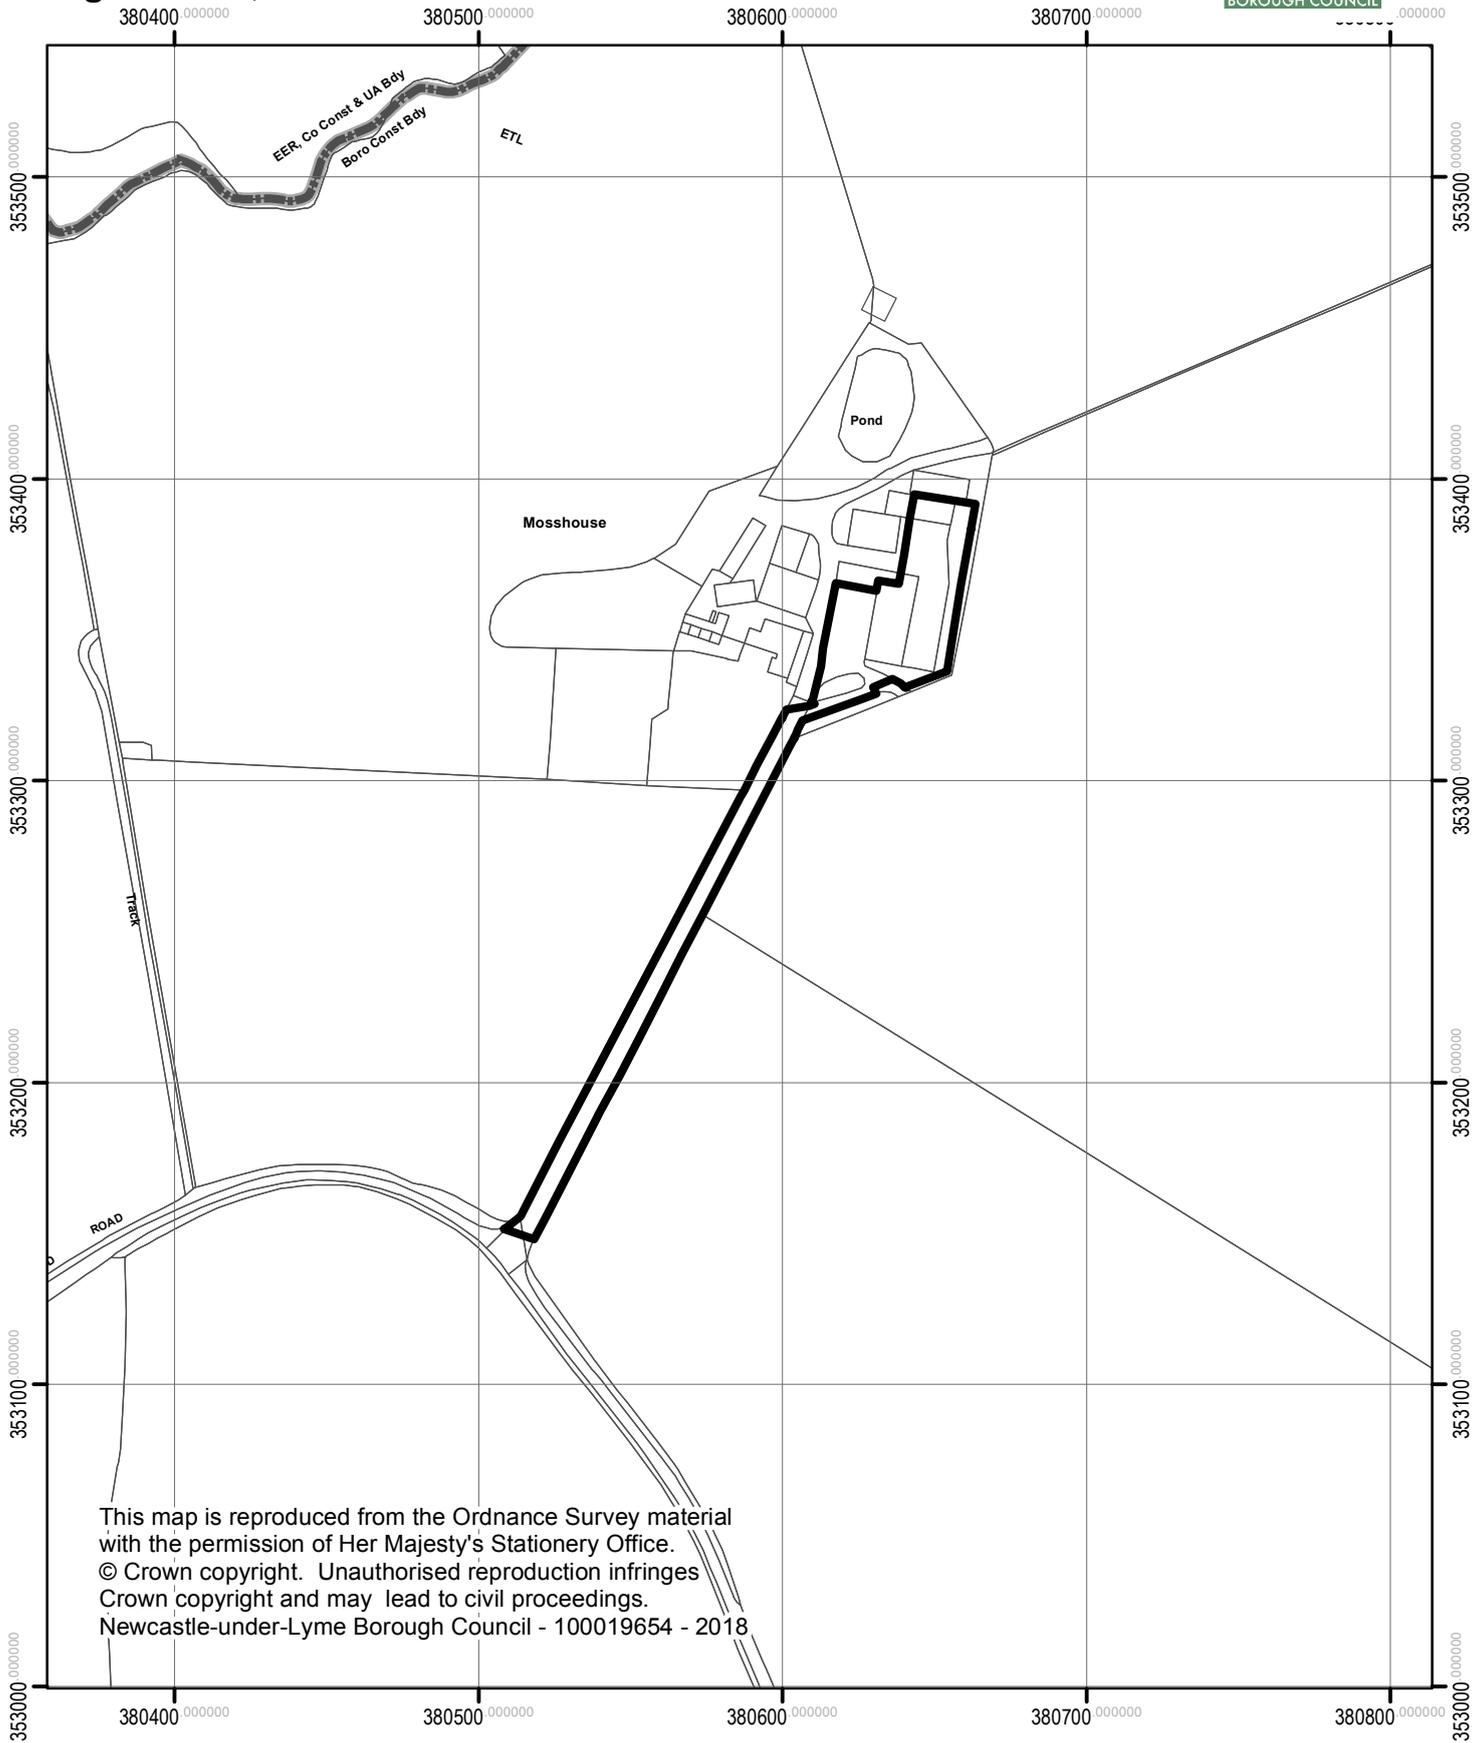 BOROUGH COUNCIL
380400.000000 380500.000000 380600.000000 380700.000000
EER, Co Const & UA Bdy
Boro Const Bdy
ETL
353500.000000 353500.000000
Pond
353400.000000 353400.000000
Mosshouse
353300.000000 353300.000000
Track
353200.000000 353200.000000
ROAD
353100.000000 353100.000000
This map is reproduced from the Ordnance Survey material
with the permission of Her Majesty's Stationery Office.
© Crown copyright. Unauthorised reproduction infringes
Crown copyright and may lead to civil proceedings.
Newcastle-under-Lyme Borough Council - 100019654 - 2018
353000.000000 353000.000000
380400.000000 380500.000000 380600.000000 380700.000000 380800.000000